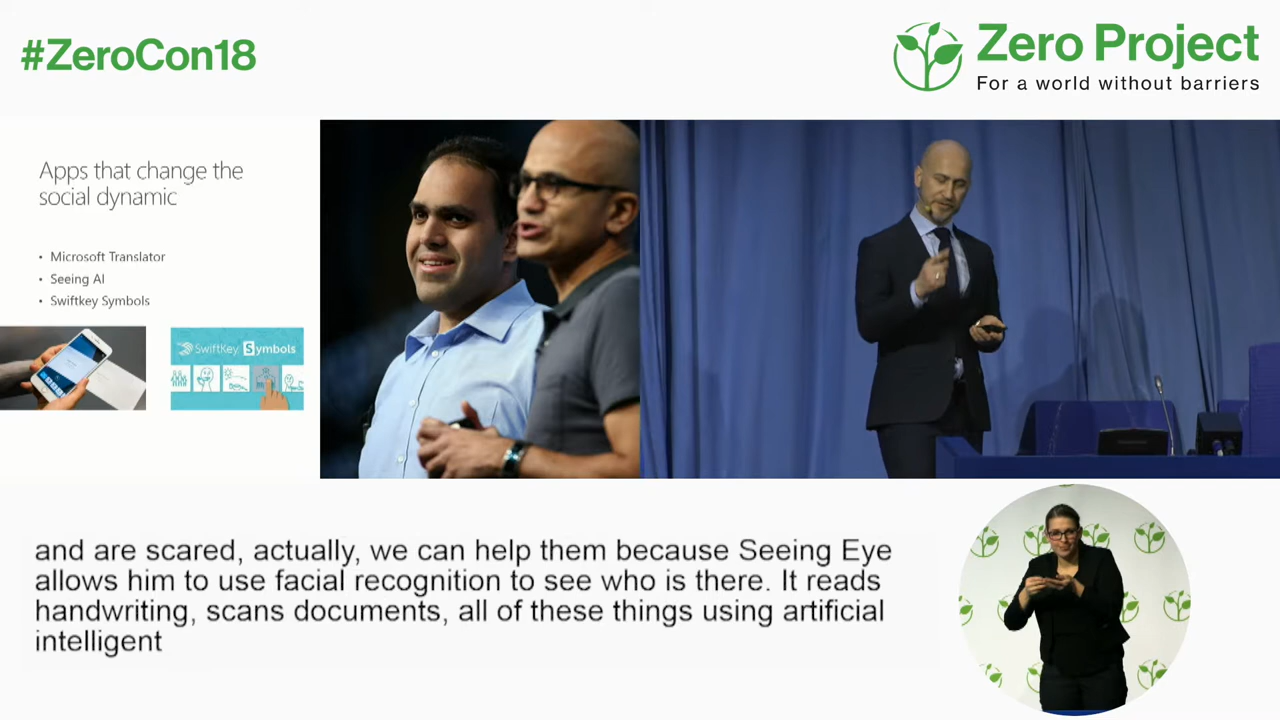 #ZeroCon18
Zero Project
For a world without barriers
Apps that change the
social dynamic
• Microsoft Translator
• Seeing AI
• Swiftkey Symbols
SwiftKey Symbols
and are scared, actually, we can help them because Seeing Eye
allows him to use facial recognition to see who is there. It reads
handwriting, scans documents, all of these things using artificial
intelligent